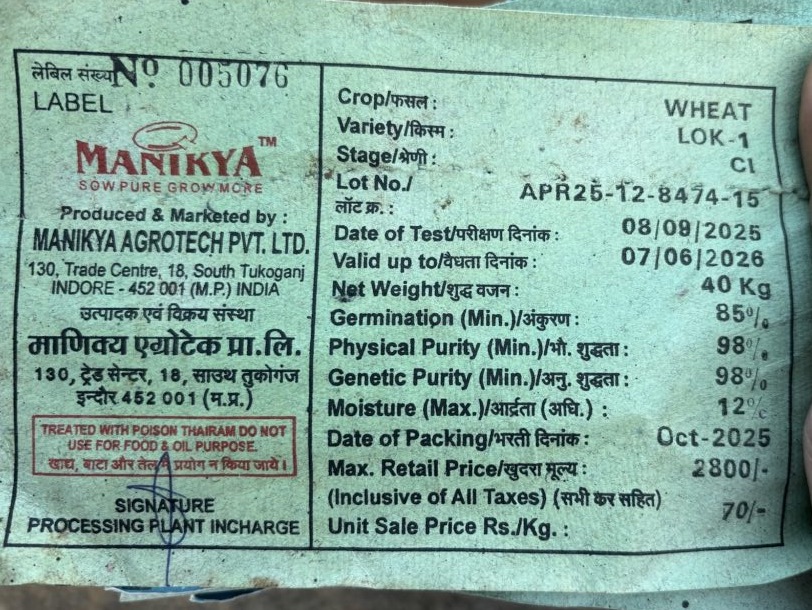 लेबिल संख्या Nº 005076
LABEL
MANIKYA™
SOW PURE GROW MORE
Produced & Marketed by :
MANIKYA AGROTECH PVT. LTD.
130, Trade Centre, 18, South Tukoganj
INDORE - 452 001 (M.P.) INDIA
उत्पादक एवं विक्रय संस्था
माणिक्य एग्रोटेक प्रा.लि.
130, ट्रेड सेन्टर, 18, साउथ तुकोगंज
इन्दौर 452 001 (म.प्र.)
TREATED WITH POISON THAIRAM DO NOT
USE FOR FOOD & OIL PURPOSE.
खाद्य, बाटा और तेल में प्रयोग न किया जाये।
SIGNATURE
PROCESSING PLANT INCHARGE
Crop/फसल : WHEAT
Variety/किस्म : LOK-1
Stage/श्रेणी : CI
Lot No./ APR25-12-8474-15
लॉट क्र. :
Date of Test/परीक्षण दिनांक : 08/09/2025
Valid up to/वैधता दिनांक : 07/06/2026
Net Weight/शुद्ध वजन : 40 Kg
Germination (Min.)/अंकुरण : 85%
Physical Purity (Min.)/भौ. शुद्धता : 98%
Genetic Purity (Min.)/अनु. शुद्धता : 98%
Moisture (Max.)/आर्द्रता (अधि.) : 12%
Date of Packing/भरती दिनांक : Oct-2025
Max. Retail Price/खुदरा मूल्य : 2800/-
(Inclusive of All Taxes) (सभी कर सहित)
Unit Sale Price Rs./Kg. : 70/-